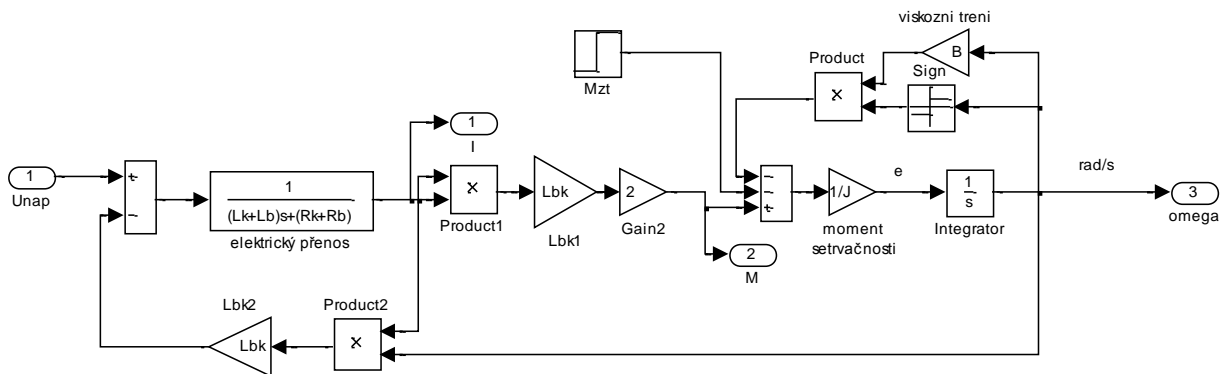 viskozni treni
Product
B
Sign
×
Mzt
1
I
rad/s
1
Unap
+
−
1
(Lk+Lb)s+(Rk+Rb)
elektrický přenos
×
Product1
Lbk
Lbk1
2
Gain2
−
−
+
1/J
moment
setrvačnosti
e
1
s
Integrator
3
omega
2
M
Lbk2
Lbk
Product2
×